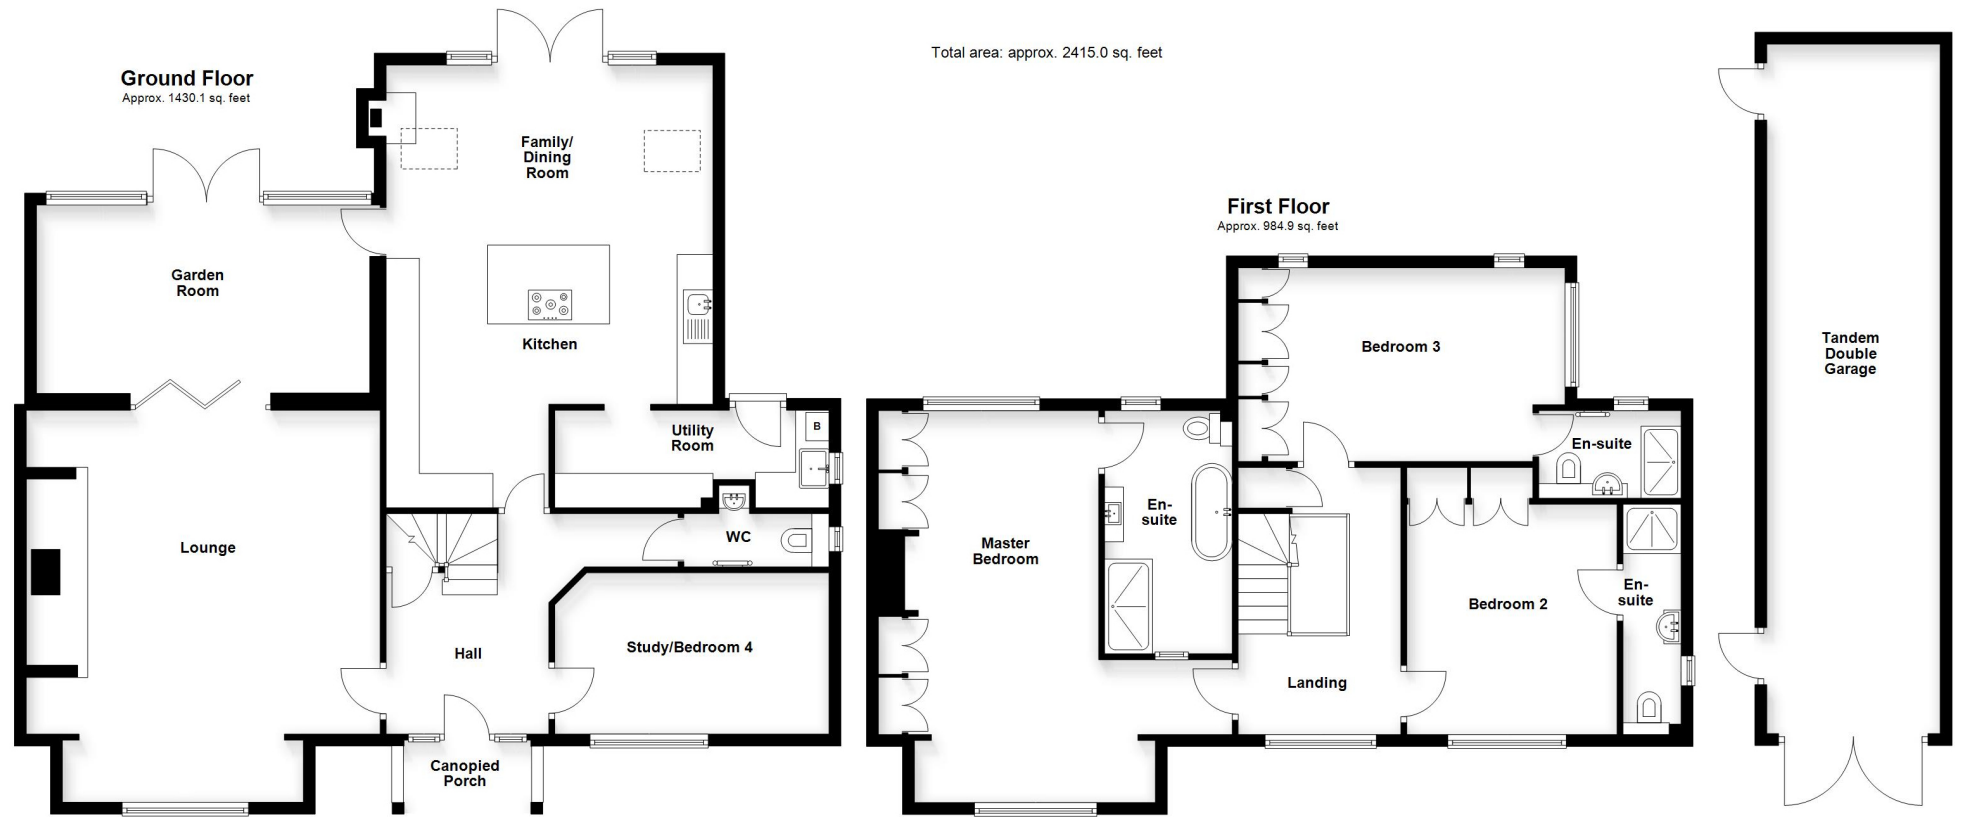 Total area: approx. 2415.0 sq. feet
Ground Floor
Approx. 1430.1 sq. feet
Family/
Dining
Room
Garden
Room
Kitchen
Utility
Room
B
Lounge
WC
Hall
Study/Bedroom 4
Canopied
Porch
First Floor
Approx. 984.9 sq. feet
Bedroom 3
En-suite
En-
suite
Master
Bedroom
Bedroom 2
En-
suite
Landing
Tandem
Double
Garage